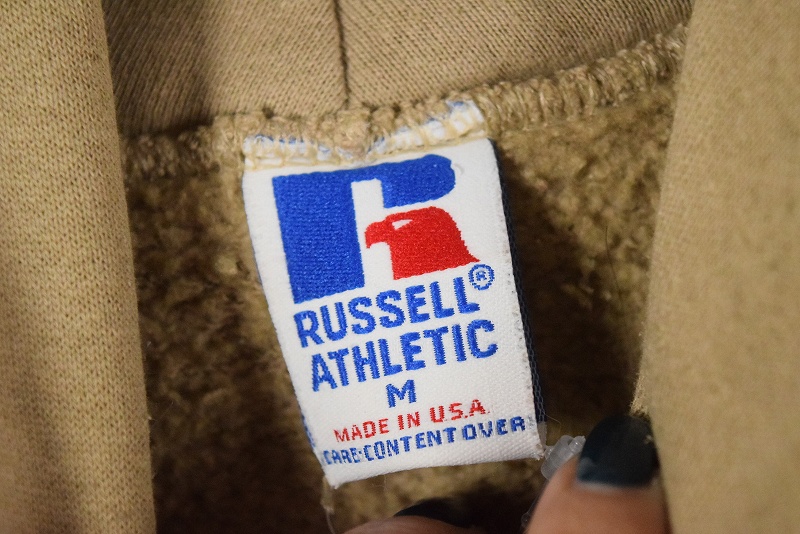 RUSSELL®
ATHLETIC
M
MADE IN U.S.A.
CARE·CONTENT OVER